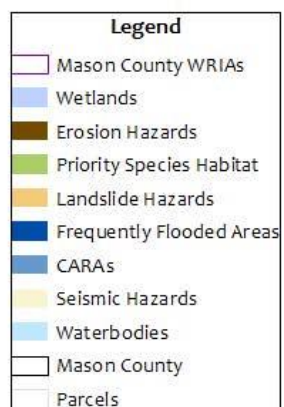 Legend
Mason County WRIAs
Wetlands
Erosion Hazards
Priority Species Habitat
Landslide Hazards
Frequently Flooded Areas
CARAs
Seismic Hazards
Waterbodies
Mason County
Parcels